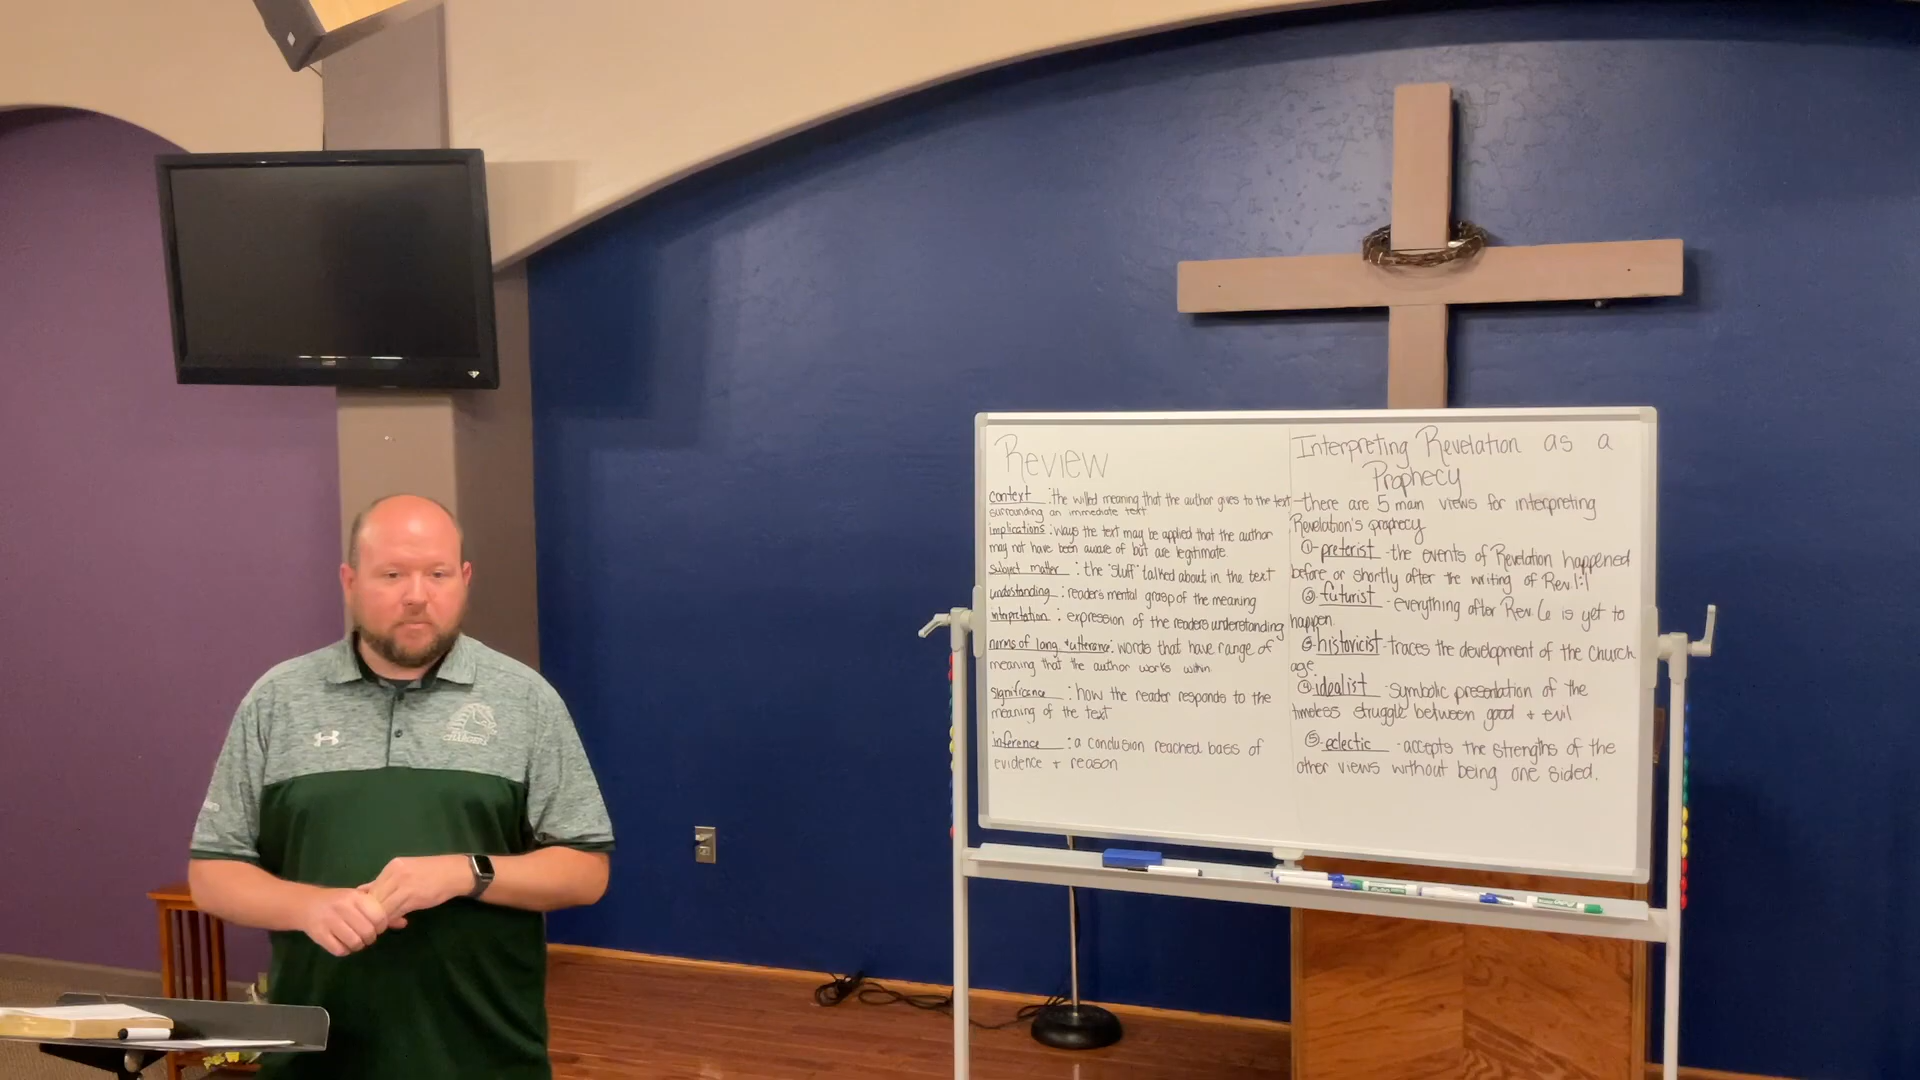 Review
context : the willed meaning that the author gives to the text
surrounding an immediate text
implications : ways the text may be applied that the author
may not have been aware of but are legitimate.
subject matter : the "stuff" talked about in the text
understanding : readers mental grasp of the meaning
interpretation : expression of the readers understanding
norms of lang. + utterance : words that have range of
meaning that the author works within
significance : how the reader responds to the
meaning of the text
inference : a conclusion reached bases of
evidence + reason
Interpreting Revelation as a
Prophecy
-there are 5 main views for interpreting
Revelation's prophecy
① preterist - the events of Revelation happened
before or shortly after the writing of Rev. 1:1
② futurist - everything after Rev. 6 is yet to
happen.
③ historicist - traces the development of the church
age
④ idealist - symbolic presentation of the
timeless struggle between good + evil
⑤ eclectic - accepts the strengths of the
other views without being one sided.
CHARGERS